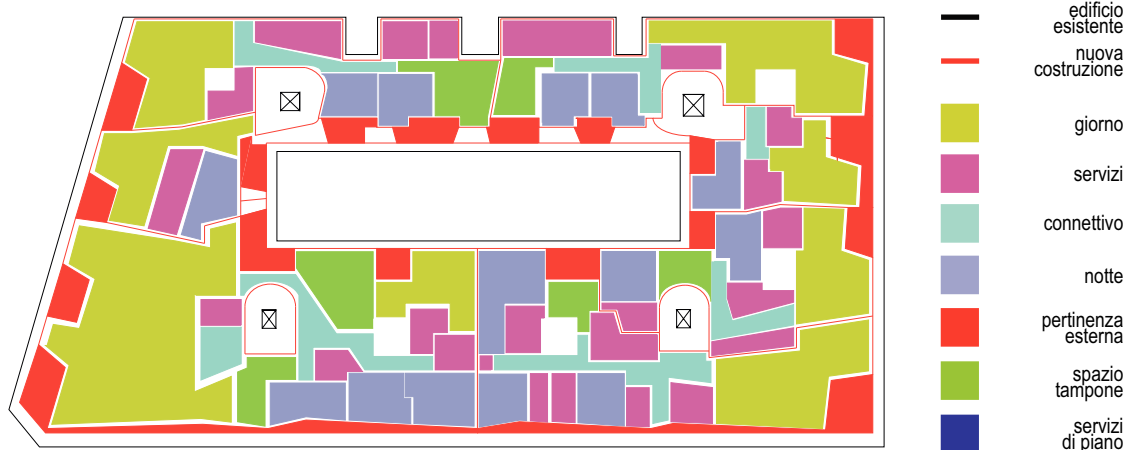 edificio
esistente
nuova
costruzione
giorno
servizi
connettivo
notte
pertinenza
esterna
spazio
tampone
servizi
di piano